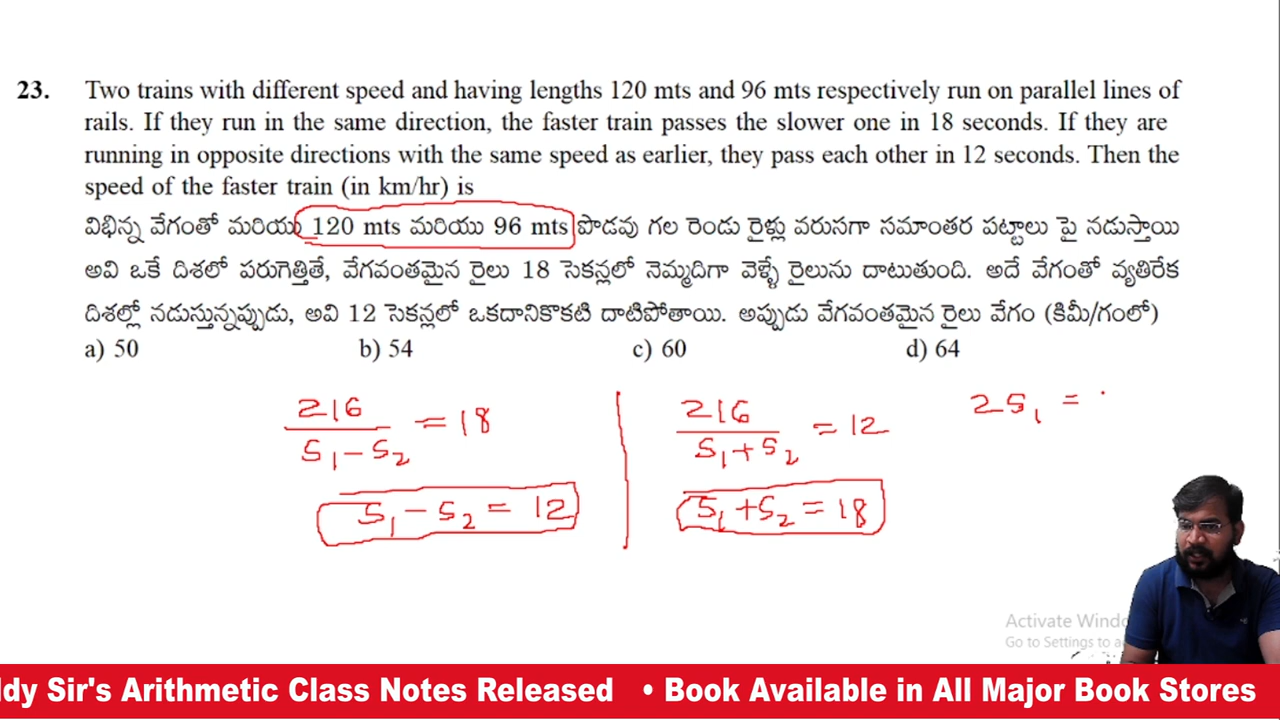 23. Two trains with different speed and having lengths 120 mts and 96 mts respectively run on parallel lines of
rails. If they run in the same direction, the faster train passes the slower one in 18 seconds. If they are
running in opposite directions with the same speed as earlier, they pass each other in 12 seconds. Then the
speed of the faster train (in km/hr) is
విభిన్న వేగంతో మరియు 120 mts మరియు 96 mts పొడవు గల రెండు రైళ్లు వరుసగా సమాంతర పట్టాలు పై నడుస్తాయి
అవి ఒకే దిశలో పరుగెత్తితే, వేగవంతమైన రైలు 18 సెకన్లలో నెమ్మదిగా వెళ్ళే రైలును దాటుతుంది. అదే వేగంతో వ్యతిరేక
దిశల్లో నడుస్తున్నప్పుడు, అవి 12 సెకన్లలో ఒకదానికొకటి దాటిపోతాయి. అప్పుడు వేగవంతమైన రైలు వేగం (కిమీ/గంలో)
a) 50 b) 54 c) 60 d) 64
216 / S₁ - S₂ = 18
S₁ - S₂ = 12
216 / S₁ + S₂ = 12
S₁ + S₂ = 18
2S₁ =
Activate Windo
Go to Settings to a
ddy Sir's Arithmetic Class Notes Released • Book Available in All Major Book Stores